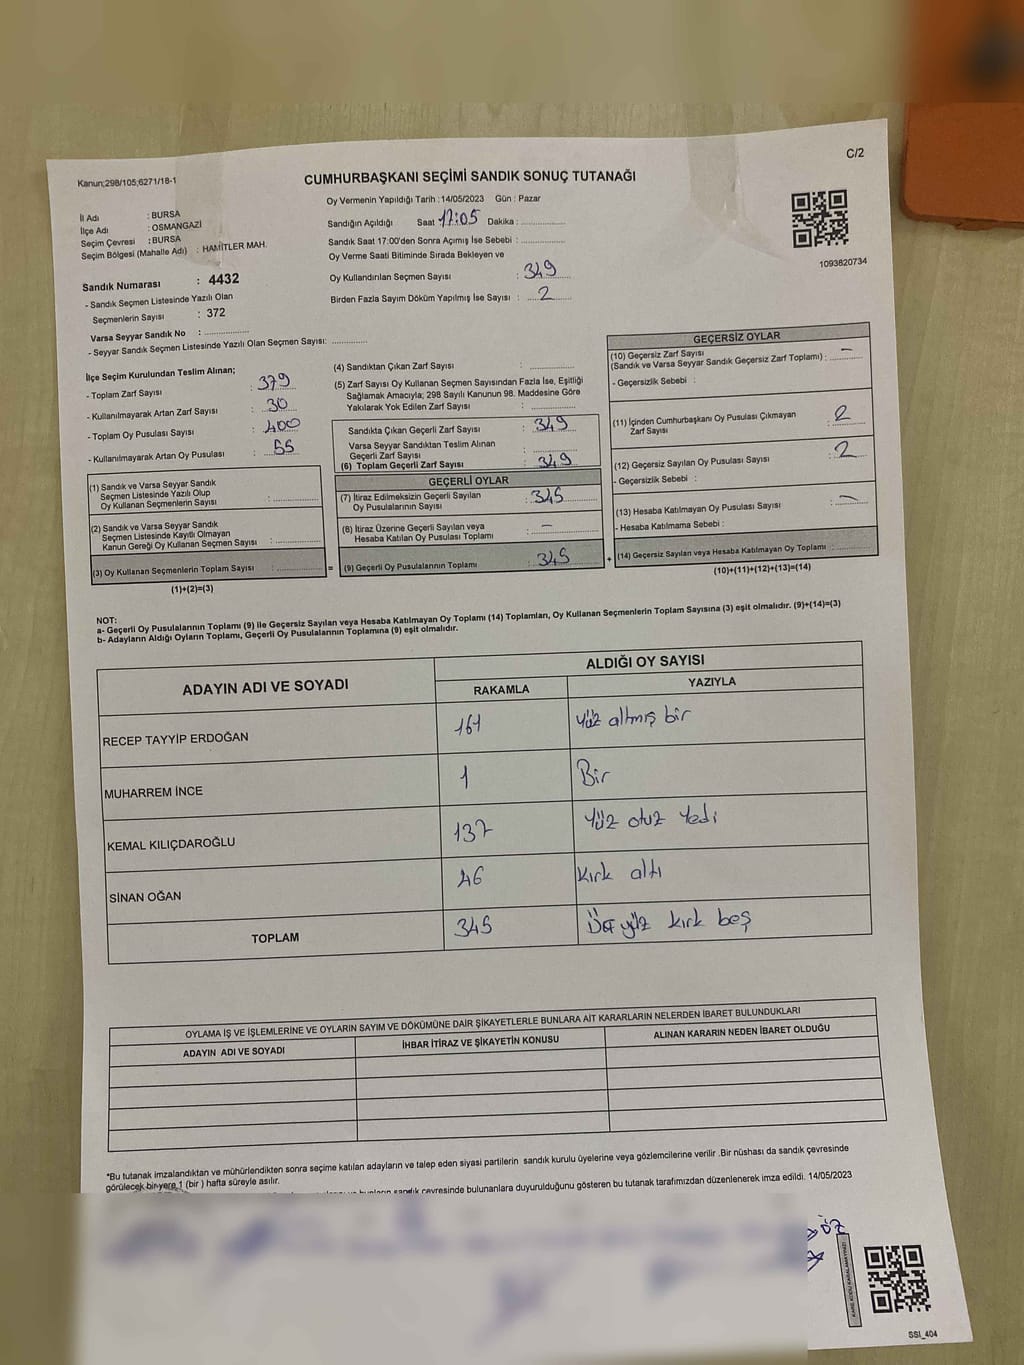 C/2
Kanun;298/105;6271/18-1
CUMHURBAŞKANI SEÇİMİ SANDIK SONUÇ TUTANAĞI
Oy Vermenin Yapıldığı Tarih : 14/05/2023 Gün : Pazar
İl Adı : BURSA
İlçe Adı : OSMANGAZİ
Seçim Çevresi : BURSA
Seçim Bölgesi (Mahalle Adı) : HAMİTLER MAH.
Sandık Numarası : 4432
- Sandık Seçmen Listesinde Yazılı Olan
Seçmenlerin Sayısı : 372
Varsa Seyyar Sandık No : ..................
- Seyyar Sandık Seçmen Listesinde Yazılı Olan Seçmen Sayısı: .............
Sandığın Açıldığı Saat 17:05 Dakika : ................
Sandık Saat 17:00'den Sonra Açımış İse Sebebi : ................
Oy Verme Saati Bitiminde Sırada Bekleyen ve
Oy Kullandırılan Seçmen Sayısı : 349
Birden Fazla Sayım Döküm Yapılmış İse Sayısı : 2
1093820734
İlçe Seçim Kurulundan Teslim Alınan;
- Toplam Zarf Sayısı : 379
- Kullanılmayarak Artan Zarf Sayısı : 30
- Toplam Oy Pusulası Sayısı : 400
- Kullanılmayarak Artan Oy Pusulası : 55
(1) Sandık ve Varsa Seyyar Sandık
Seçmen Listesinde Yazılı Olup
Oy Kullanan Seçmenlerin Sayısı : ................
(2) Sandık ve Varsa Seyyar Sandık
Seçmen Listesinde Kayıtlı Olmayan
Kanun Gereği Oy Kullanan Seçmen Sayısı : ................
(3) Oy Kullanan Seçmenlerin Toplam Sayısı : ................ =
(1)+(2)=(3)
(4) Sandıktan Çıkan Zarf Sayısı : ................
(5) Zarf Sayısı Oy Kullanan Seçmen Sayısından Fazla İse, Eşitliği
Sağlamak Amacıyla; 298 Sayılı Kanunun 98. Maddesine Göre
Yakılarak Yok Edilen Zarf Sayısı : ................
Sandıkta Çıkan Geçerli Zarf Sayısı : 349
Varsa Seyyar Sandıktan Teslim Alınan
Geçerli Zarf Sayısı : ................
(6) Toplam Geçerli Zarf Sayısı : 349
GEÇERLİ OYLAR
(7) İtiraz Edilmeksizin Geçerli Sayılan
Oy Pusulalarının Sayısı : 345
(8) İtiraz Üzerine Geçerli Sayılan veya
Hesaba Katılan Oy Pusulası Toplamı : -
(9) Geçerli Oy Pusulalarının Toplamı : 345 +
GEÇERSİZ OYLAR
(10) Geçersiz Zarf Sayısı
(Sandık ve Varsa Seyyar Sandık Geçersiz Zarf Toplamı) : -
- Geçersizlik Sebebi :
(11) İçinden Cumhurbaşkanı Oy Pusulası Çıkmayan
Zarf Sayısı : 2
(12) Geçersiz Sayılan Oy Pusulası Sayısı : 2
- Geçersizlik Sebebi :
(13) Hesaba Katılmayan Oy Pusulası Sayısı : -
- Hesaba Katılmama Sebebi :
(14) Geçersiz Sayılan veya Hesaba Katılmayan Oy Toplamı : ................
(10)+(11)+(12)+(13)=(14)
NOT:
a- Geçerli Oy Pusulalarının Toplamı (9) ile Geçersiz Sayılan veya Hesaba Katılmayan Oy Toplamı (14) Toplamları, Oy Kullanan Seçmenlerin Toplam Sayısına (3) eşit olmalıdır. (9)+(14)=(3)
b- Adayların Aldığı Oyların Toplamı, Geçerli Oy Pusulalarının Toplamına (9) eşit olmalıdır.
ADAYIN ADI VE SOYADI ALDIĞI OY SAYISI
RAKAMLA YAZIYLA
RECEP TAYYİP ERDOĞAN 161 Yüz altmış bir
MUHARREM İNCE 1 Bir
KEMAL KILIÇDAROĞLU 137 Yüz otuz Yedi
SİNAN OĞAN 46 Kırk altı
TOPLAM 345 Üç yüz kırk beş
OYLAMA İŞ VE İŞLEMLERİNE VE OYLARIN SAYIM VE DÖKÜMÜNE DAİR ŞİKAYETLERLE BUNLARA AİT KARARLARIN NELERDEN İBARET BULUNDUKLARI
ADAYIN ADI VE SOYADI İHBAR İTİRAZ VE ŞİKAYETİN KONUSU ALINAN KARARIN NEDEN İBARET OLDUĞU
*Bu tutanak imzalandıktan ve mühürlendikten sonra seçime katılan adayların ve talep eden siyasi partilerin sandık kurulu üyelerine veya gözlemcilerine verilir .Bir nüshası da sandık çevresinde
görülecek bir yere 1 (bir ) hafta süreyle asılır.
sandık çevresinde bulunanlara duyurulduğunu gösteren bu tutanak tarafımızdan düzenlenerek imza edildi. 14/05/2023
SSI_404